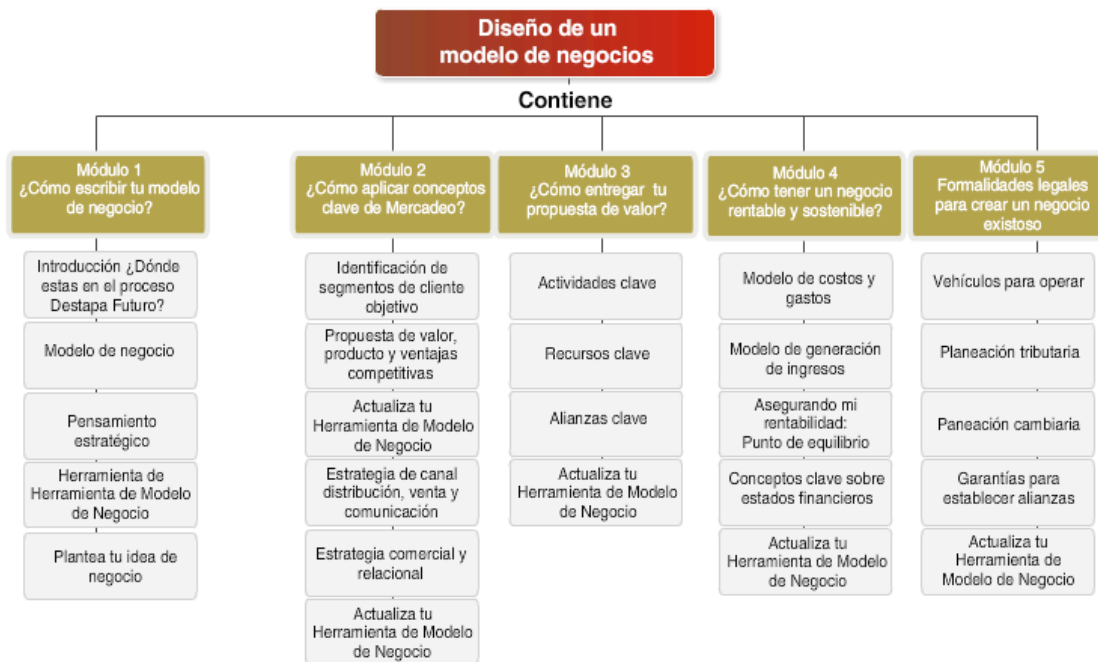 Diseño de un
modelo de negocios
Contiene
Módulo 1
¿Cómo escribir tu modelo
de negocio?
Introducción ¿Dónde
estas en el proceso
Destapa Futuro?
Modelo de negocio
Pensamiento
estratégico
Herramienta de
Herramienta de Modelo
de Negocio
Plantea tu idea de
negocio
Módulo 2
¿Cómo aplicar conceptos
clave de Mercadeo?
Identificación de
segmentos de cliente
objetivo
Propuesta de valor,
producto y ventajas
competitivas
Actualiza tu
Herramienta de Modelo
de Negocio
Estrategia de canal
distribución, venta y
comunicación
Estrategia comercial y
relacional
Actualiza tu
Herramienta de Modelo
de Negocio
Módulo 3
¿Cómo entregar tu
propuesta de valor?
Actividades clave
Recursos clave
Alianzas clave
Actualiza tu
Herramienta de Modelo
de Negocio
Módulo 4
¿Cómo tener un negocio
rentable y sostenible?
Modelo de costos y
gastos
Modelo de generación
de ingresos
Asegurando mi
rentabilidad:
Punto de equilibrio
Conceptos clave sobre
estados financieros
Actualiza tu
Herramienta de Modelo
de Negocio
Módulo 5
Formalidades legales
para crear un negocio
existoso
Vehículos para operar
Planeación tributaria
Paneación cambiaria
Garantías para
establecer alianzas
Actualiza tu
Herramienta de
Modelo de Negocio